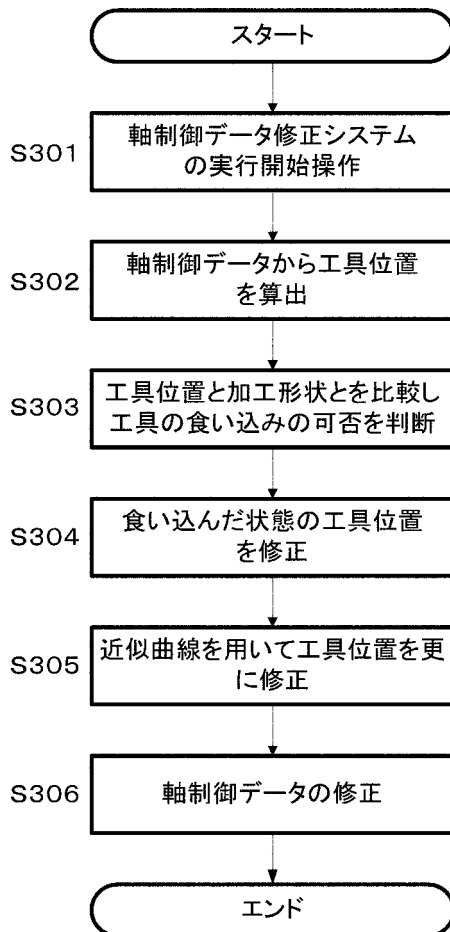 スタート
S301
軸制御データ修正システム
の実行開始操作
S302
軸制御データから工具位置
を算出
S303
工具位置と加工形状とを比較し
工具の食い込みの可否を判断
S304
食い込んだ状態の工具位置
を修正
S305
近似曲線を用いて工具位置を更
に修正
S306
軸制御データの修正
エンド